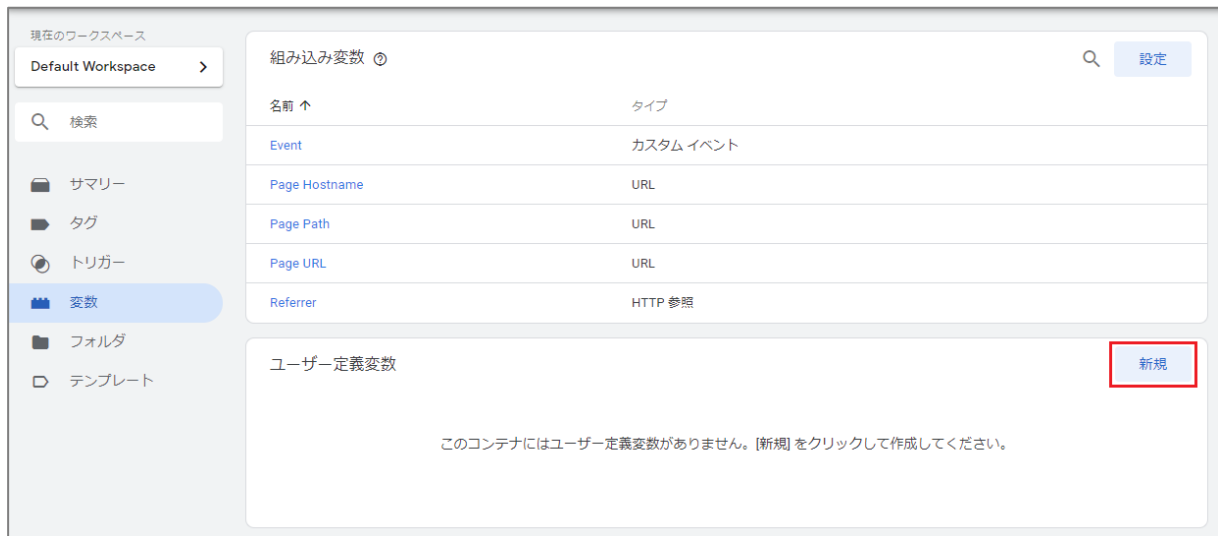 現在のワークスペース
Default Workspace
検索
サマリー
タグ
トリガー
変数
フォルダ
テンプレート
組み込み変数
設定
名前 タイプ
Event カスタム イベント
Page Hostname URL
Page Path URL
Page URL URL
Referrer HTTP 参照
ユーザー定義変数
新規
このコンテナにはユーザー定義変数がありません。[新規] をクリックして作成してください。